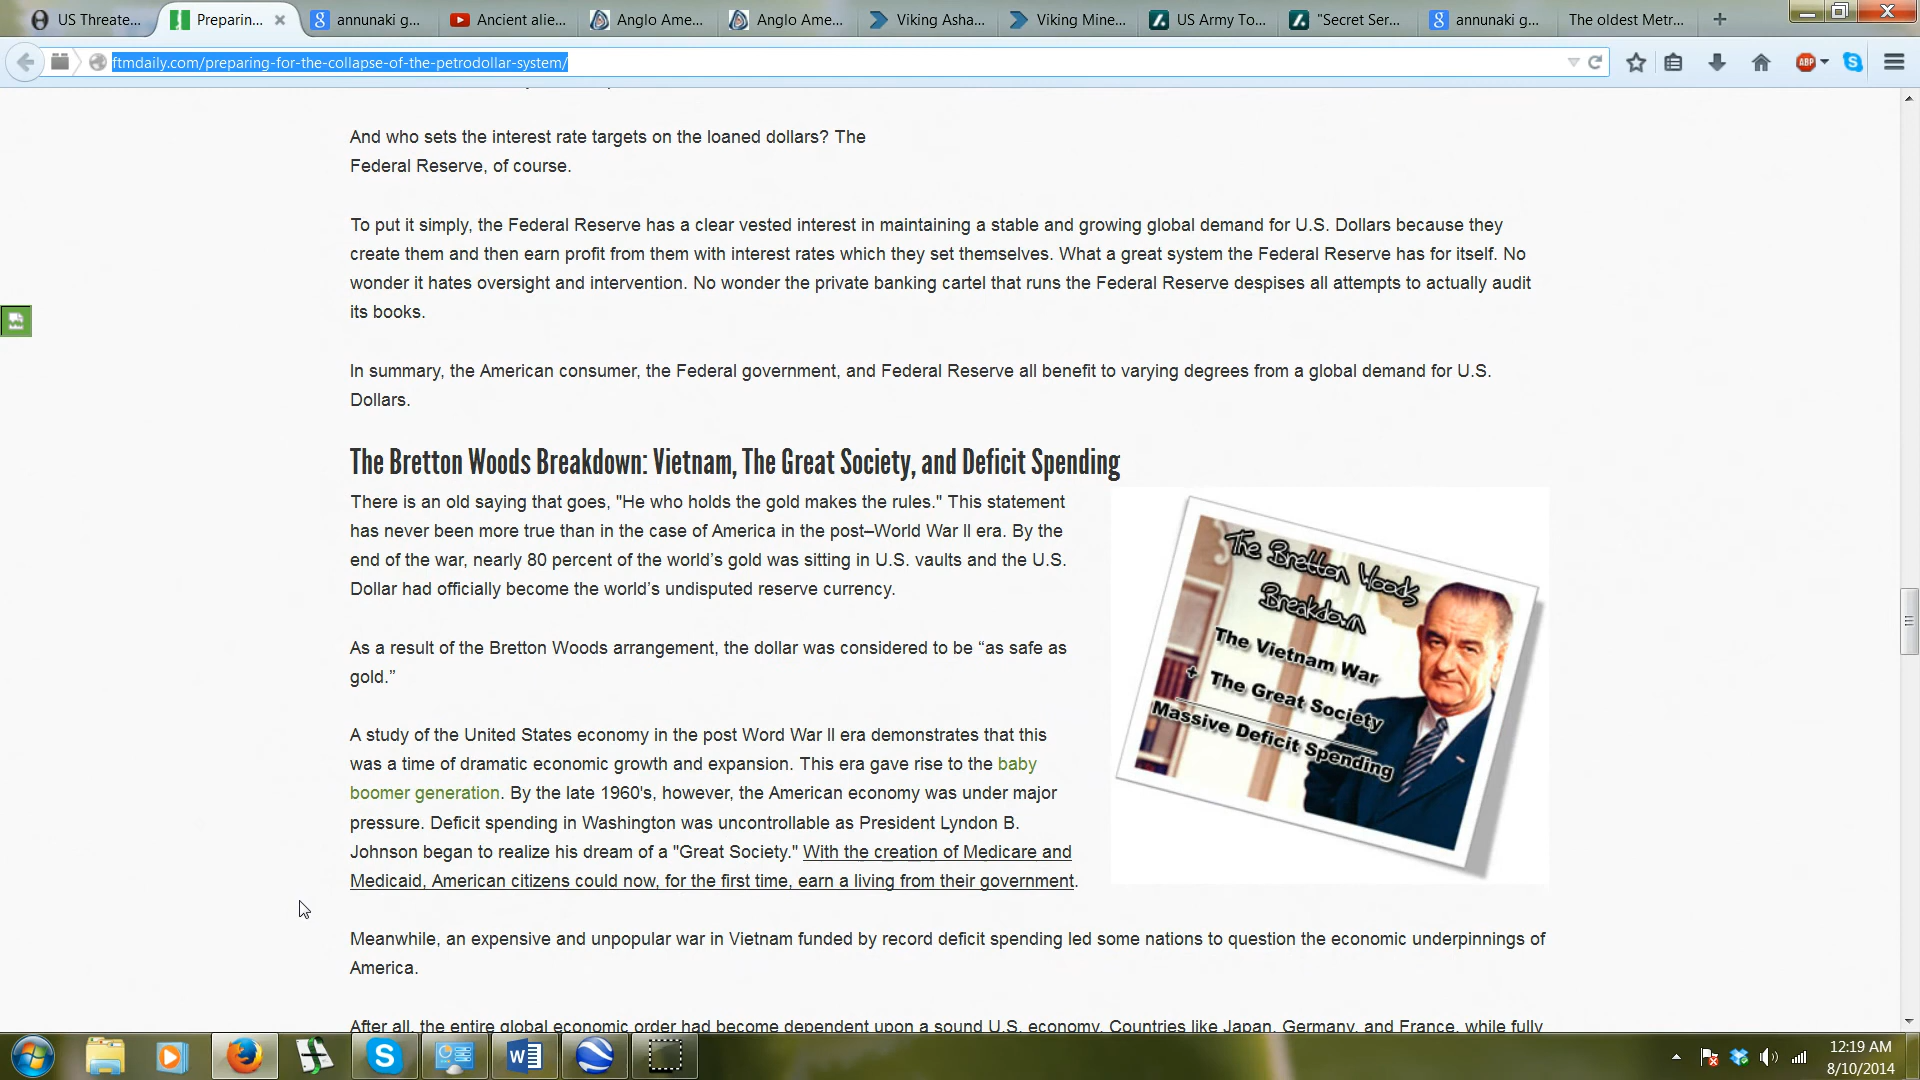 US Threate...
Preparin...
annunaki g...
Ancient alie...
Anglo Ame...
Anglo Ame...
Viking Asha...
Viking Mine...
US Army To...
"Secret Ser...
annunaki g...
The oldest Metr...
ftmdaily.com/preparing-for-the-collapse-of-the-petrodollar-system/
ABP
And who sets the interest rate targets on the loaned dollars? The
Federal Reserve, of course.
To put it simply, the Federal Reserve has a clear vested interest in maintaining a stable and growing global demand for U.S. Dollars because they
create them and then earn profit from them with interest rates which they set themselves. What a great system the Federal Reserve has for itself. No
wonder it hates oversight and intervention. No wonder the private banking cartel that runs the Federal Reserve despises all attempts to actually audit
its books.
In summary, the American consumer, the Federal government, and Federal Reserve all benefit to varying degrees from a global demand for U.S.
Dollars.
The Bretton Woods Breakdown: Vietnam, The Great Society, and Deficit Spending
There is an old saying that goes, "He who holds the gold makes the rules." This statement
has never been more true than in the case of America in the post–World War II era. By the
end of the war, nearly 80 percent of the world’s gold was sitting in U.S. vaults and the U.S.
Dollar had officially become the world’s undisputed reserve currency.
As a result of the Bretton Woods arrangement, the dollar was considered to be “as safe as
gold.”
A study of the United States economy in the post Word War II era demonstrates that this
was a time of dramatic economic growth and expansion. This era gave rise to the baby
boomer generation. By the late 1960's, however, the American economy was under major
pressure. Deficit spending in Washington was uncontrollable as President Lyndon B.
Johnson began to realize his dream of a "Great Society." With the creation of Medicare and
Medicaid, American citizens could now, for the first time, earn a living from their government.
The Bretton Woods
Breakdown
The Vietnam War
+ The Great Society
Massive Deficit Spending
Meanwhile, an expensive and unpopular war in Vietnam funded by record deficit spending led some nations to question the economic underpinnings of
America.
After all, the entire global economic order had become dependent upon a sound U.S. economy. Countries like Japan, Germany, and France, while fully
12:19 AM
8/10/2014